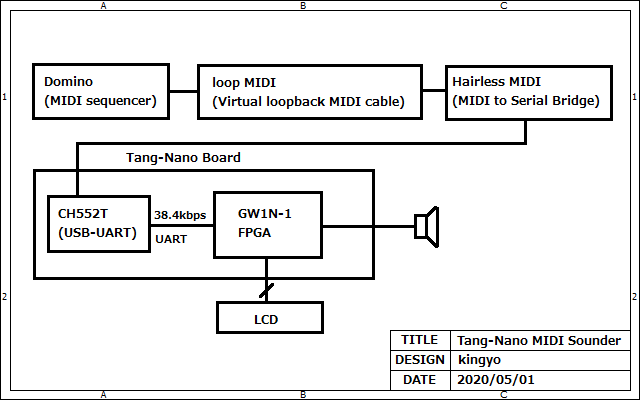 A B C
1 1
Domino
(MIDI sequencer)
loop MIDI
(Virtual loopback MIDI cable)
Hairless MIDI
(MIDI to Serial Bridge)
Tang-Nano Board
CH552T
(USB-UART)
38.4kbps
UART
GW1N-1
FPGA
2 2
LCD
TITLE Tang-Nano MIDI Sounder
DESIGN kingyo
DATE 2020/05/01
A B C